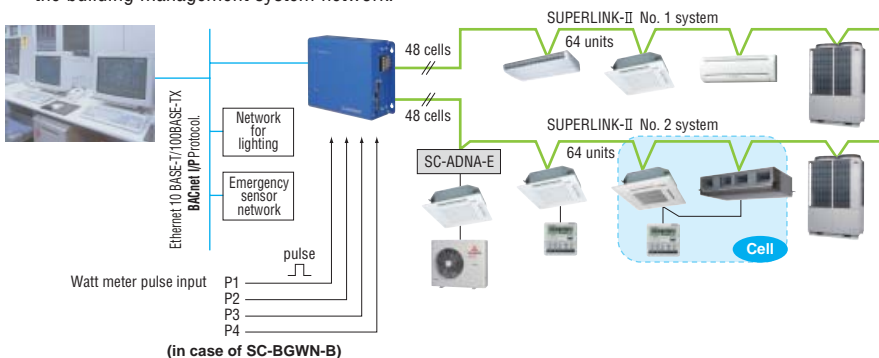 the building management system network.
SUPERLINK-II No. 1 system
48 cells
64 units
48 cells
SUPERLINK-II No. 2 system
64 units
SC-ADNA-E
Cell
Ethernet 10 BASE-T/100BASE-TX
BACnet I/P Protocol.
Network
for
lighting
Emergency
sensor
network
pulse
Watt meter pulse input
P1
P2
P3
P4
(in case of SC-BGWN-B)